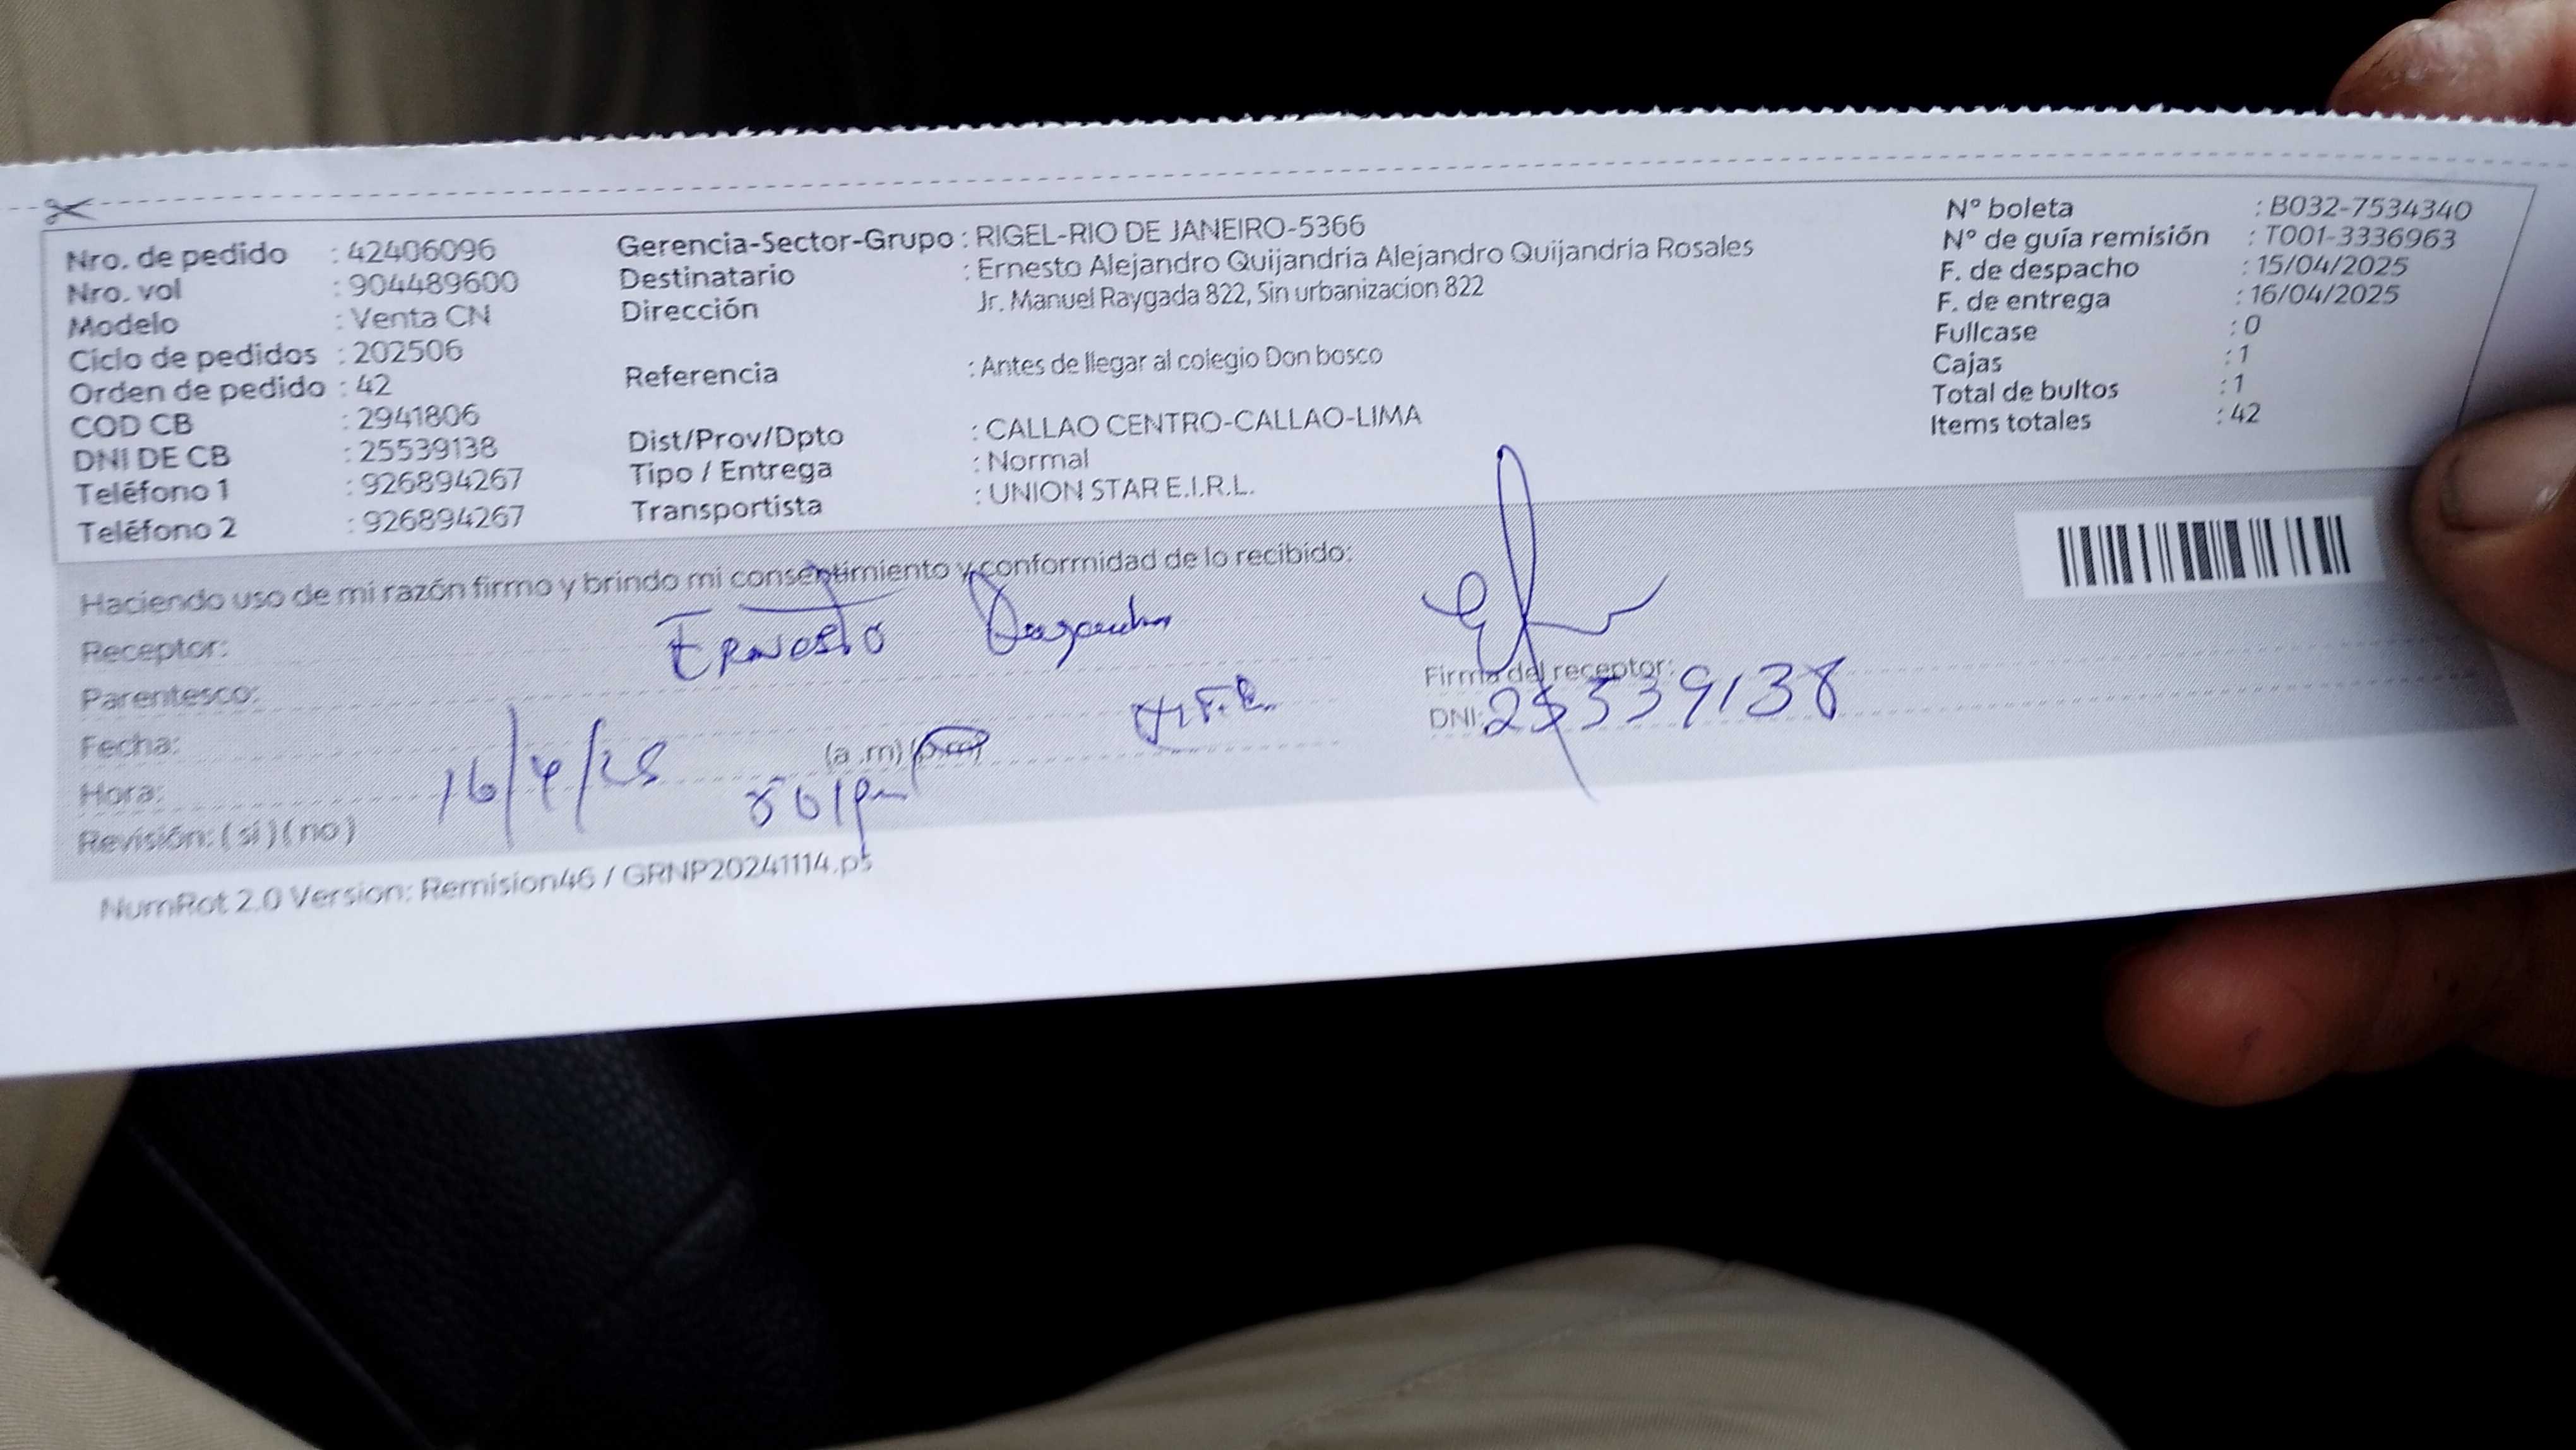 Nro. de pedido : 42406096
Nro. vol : 904489600
Modelo : Venta CN
Ciclo de pedidos : 202506
Orden de pedido : 42
COD CB : 2941806
DNI DE CB : 25539138
Teléfono 1 : 926894267
Teléfono 2 : 926894267
Gerencia-Sector-Grupo : RIGEL-RIO DE JANEIRO-5366
Destinatario : Ernesto Alejandro Quijandria Alejandro Quijandria Rosales
Dirección Jr. Manuel Raygada 822, Sin urbanizacion 822
Referencia : Antes de llegar al colegio Don bosco
Dist/Prov/Dpto : CALLAO CENTRO-CALLAO-LIMA
Tipo / Entrega : Normal
Transportista : UNION STAR E.I.R.L.
N° boleta : B032-7534340
N° de guía remisión : T001-3336963
F. de despacho : 15/04/2025
F. de entrega : 16/04/2025
Fullcase : 0
Cajas : 1
Total de bultos : 1
Items totales : 42
Haciendo uso de mi razón firmo y brindo mi consentimiento y conformidad de lo recibido:
Receptor: ERNESTO
Parentesco:
Firma del receptor:
DNI: 25539138
Fecha: 16/4/25
Hora: (a.m) (p.m)
Revisión: ( si ) ( no )
NumRot 2.0 Version: Remision46 / GRNP20241114.p5